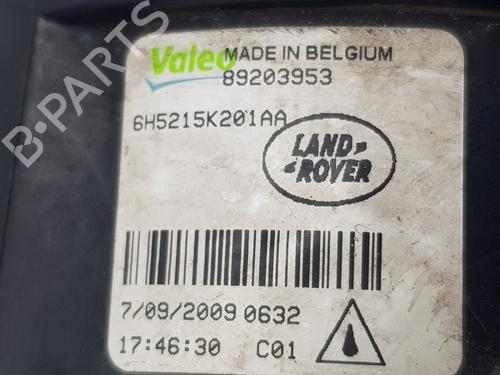 Valeo MADE IN BELGIUM
89203953
6H5215K201AA
LAND
ROVER
7/09/2009 0632
17:46:30 C01
B-PARTS